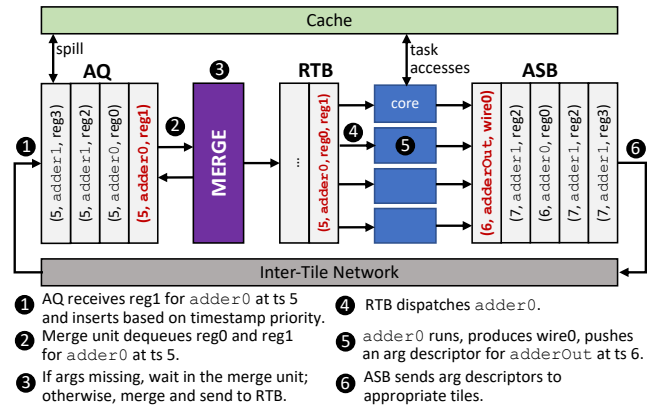 Cache
spill
task
accesses
AQ
3
RTB
ASB
1
(5, adder1, reg3)
(5, adder1, reg2)
(5, adder0, reg0)
(5, adder0, reg1)
2
MERGE
...
(5, adder0, reg0, reg1)
4
core
5
(6, adderOut, wire0)
(7, adder1, reg2)
(6, adder0, reg0)
(7, adder1, reg2)
(7, adder1, reg3)
6
Inter-Tile Network
1 AQ receives reg1 for adder0 at ts 5
and inserts based on timestamp priority.
2 Merge unit dequeues reg0 and reg1
for adder0 at ts 5.
3 If args missing, wait in the merge unit;
otherwise, merge and send to RTB.
4 RTB dispatches adder0.
5 adder0 runs, produces wire0, pushes
an arg descriptor for adderOut at ts 6.
6 ASB sends arg descriptors to
appropriate tiles.